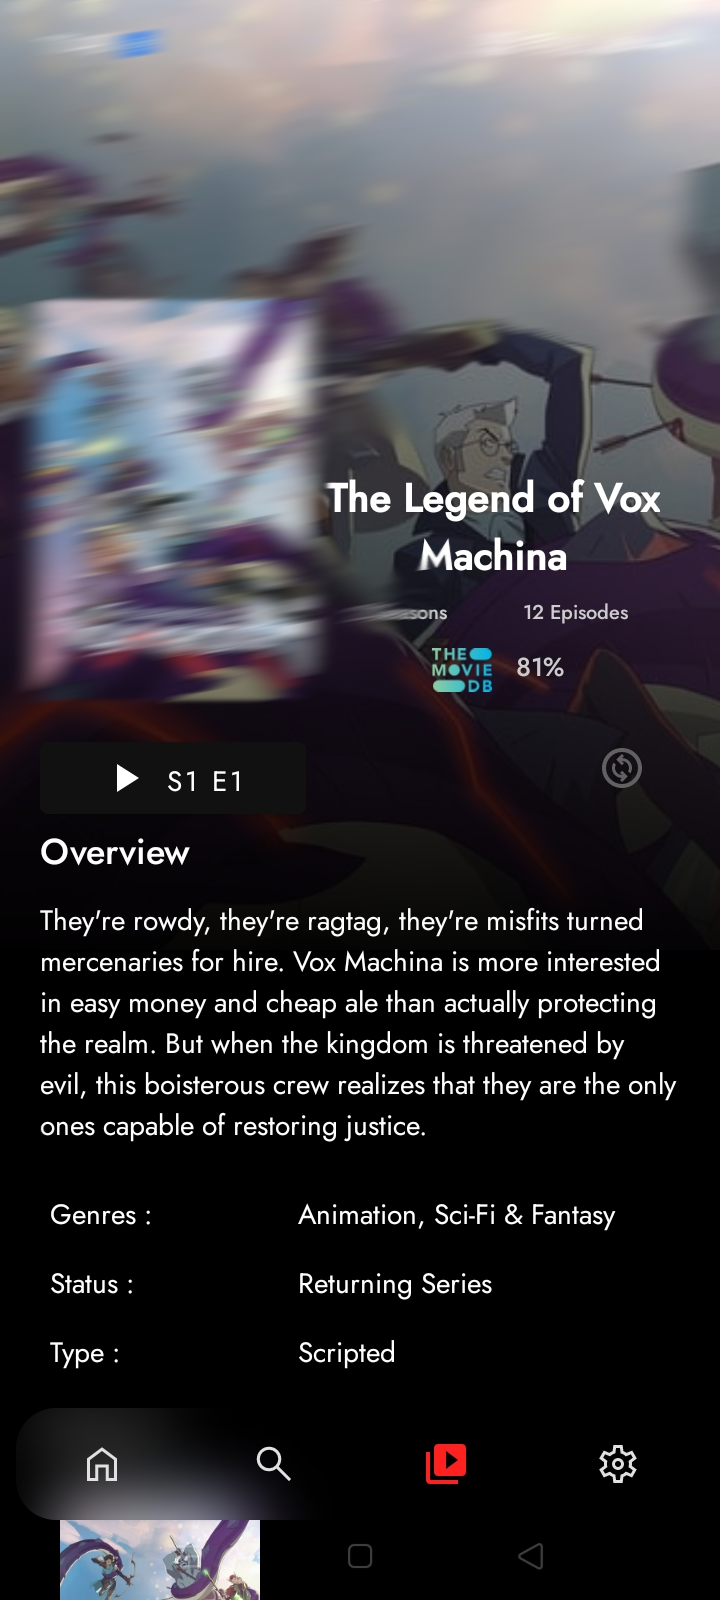 The Legend of Vox
Machina
12 Episodes
THE
MOVIE
DB
81%
S1 E1
Overview
They're rowdy, they're ragtag, they're misfits turned
mercenaries for hire. Vox Machina is more interested
in easy money and cheap ale than actually protecting
the realm. But when the kingdom is threatened by
evil, this boisterous crew realizes that they are the only
ones capable of restoring justice.
Genres : Animation, Sci-Fi & Fantasy
Status : Returning Series
Type : Scripted